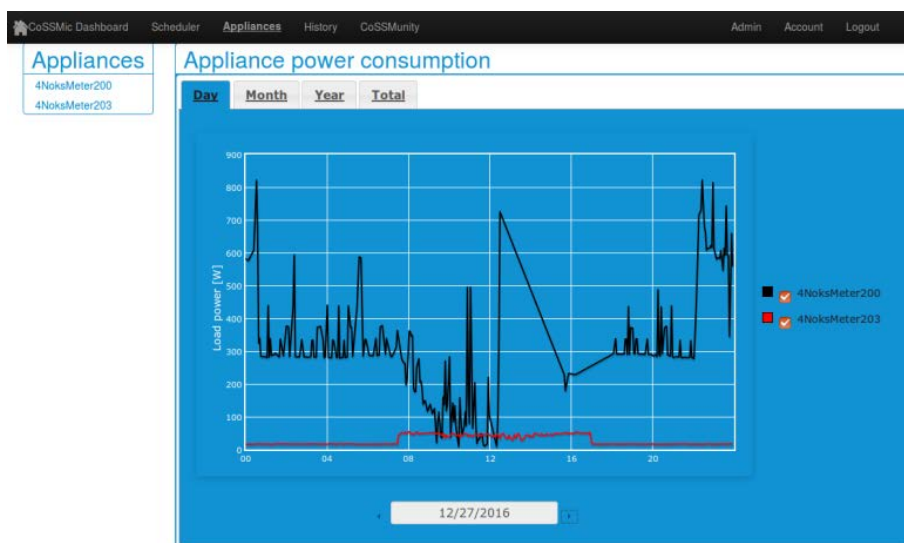 CoSSMic Dashboard Scheduler Appliances History CoSSMunity Admin Account Logout
Appliances
4NoksMeter200
4NoksMeter203
Appliance power consumption
Day Month Year Total
900
800
700
600
500
400
300
200
100
0
Load power [W]
00 04 08 12 16 20
4NoksMeter200
4NoksMeter203
12/27/2016